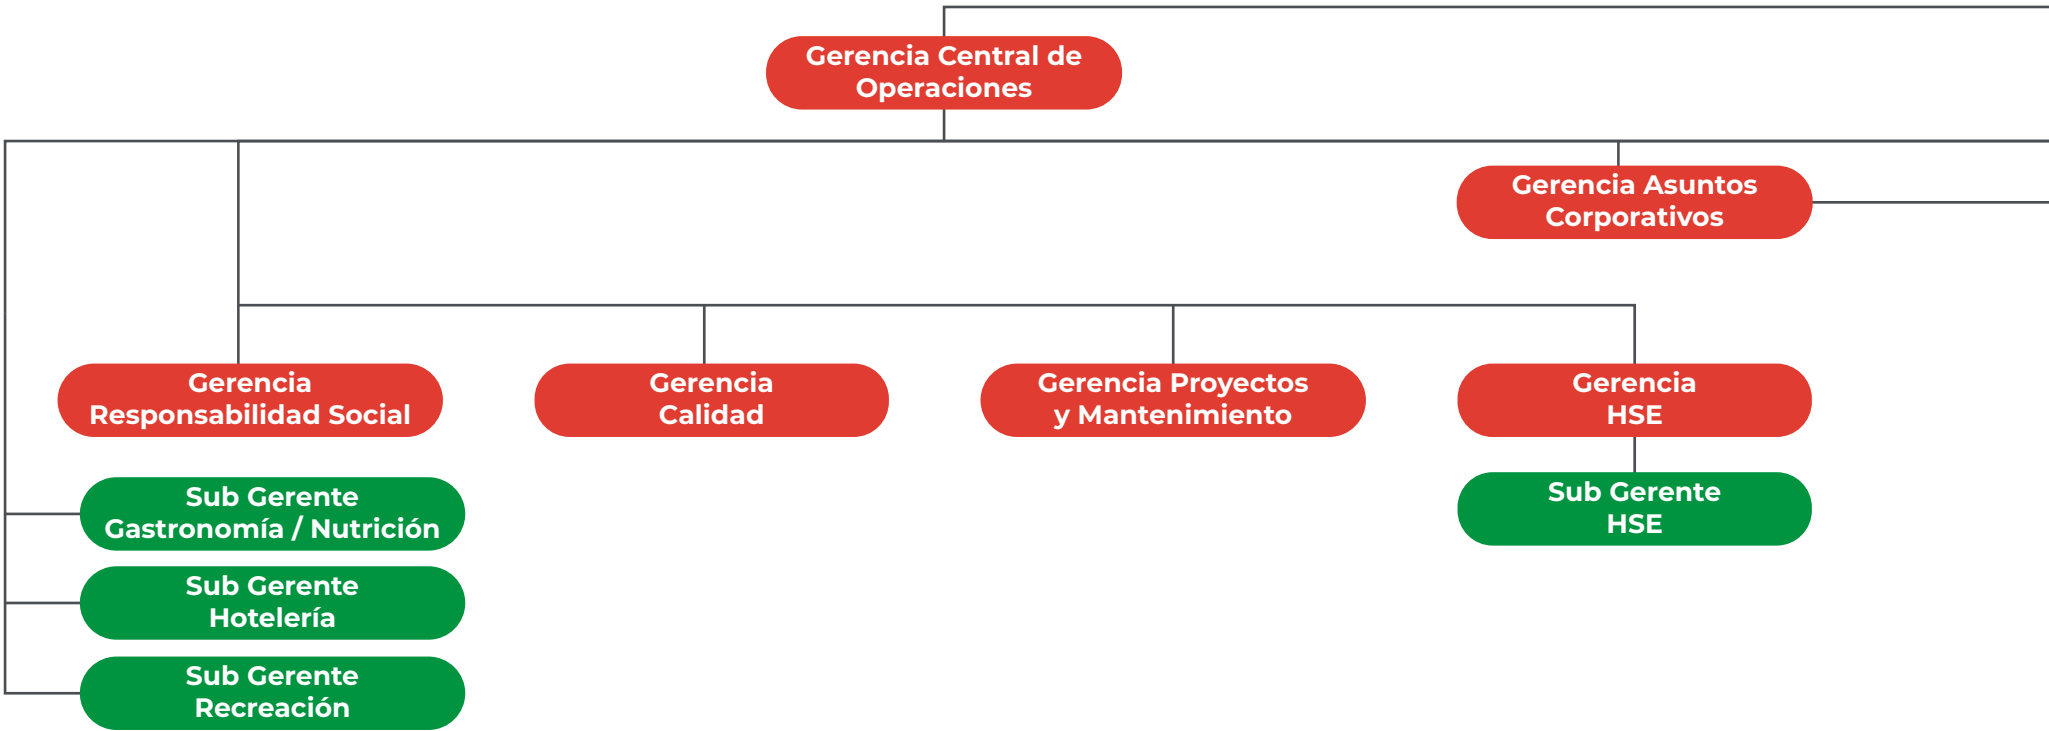 Gerencia Central de
Operaciones
Gerencia Asuntos
Corporativos
Gerencia
Responsabilidad Social
Gerencia
Calidad
Gerencia Proyectos
y Mantenimiento
Gerencia
HSE
Sub Gerente
Gastronomía / Nutrición
Sub Gerente
HSE
Sub Gerente
Hotelería
Sub Gerente
Recreación